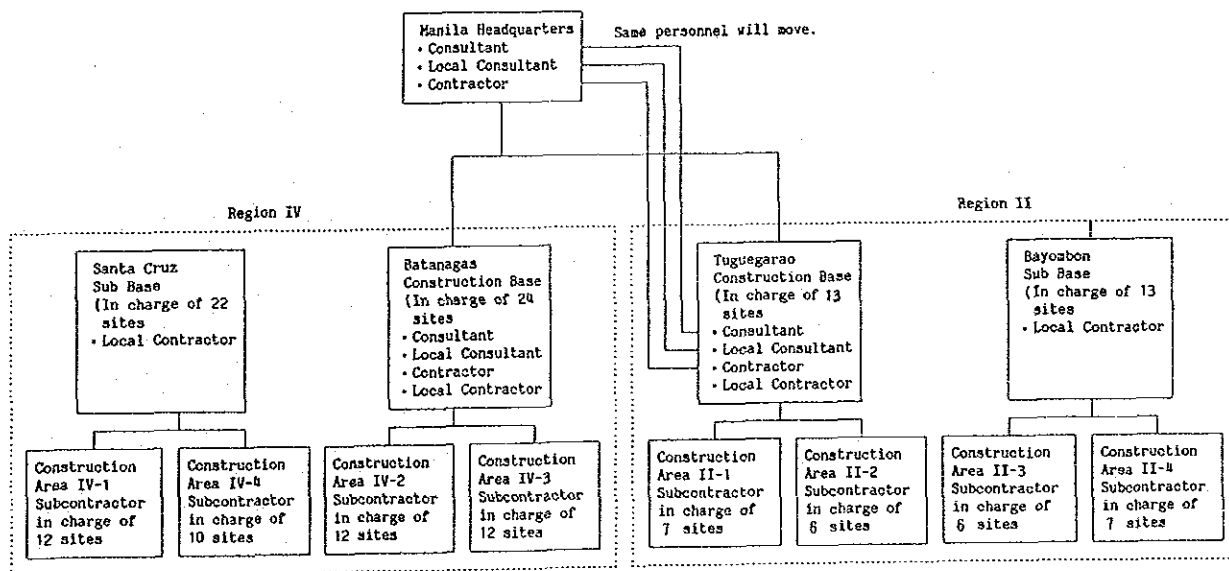 Manila Headquarters
• Consultant
• Local Consultant
• Contractor
Same personnel will move.
Region IV
Region II
Santa Cruz
Sub Base
(In charge of 22
sites
• Local Contractor
Batanagas
Construction Base
(In charge of 24
sites
• Consultant
• Local Consultant
• Contractor
• Local Contractor
Tuguegarao
Construction Base
(In charge of 13
sites
• Consultant
• Local Consultant
• Contractor
• Local Contractor
Bayombon
Sub Base
(In charge of 13
sites
• Local Contractor
Construction
Area IV-1
Subcontractor
in charge of
12 sites
Construction
Area IV-4
Subcontractor
in charge of
10 sites
Construction
Area IV-2
Subcontractor
in charge of
12 sites
Construction
Area IV-3
Subcontractor
in charge of
12 sites
Construction
Area II-1
Subcontractor
in charge of
7 sites
Construction
Area II-2
Subcontractor
in charge of
6 sites
Construction
Area II-3
Subcontractor
in charge of
6 sites
Construction
Area II-4
Subcontractor
in charge of
7 sites